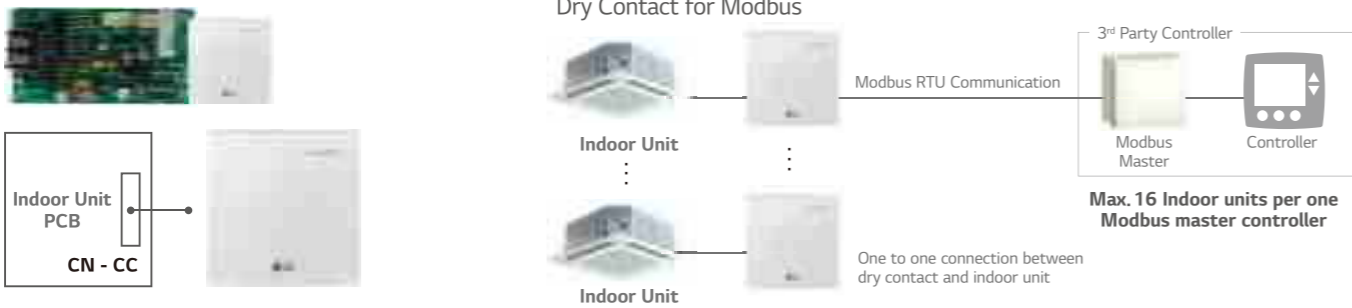 Dry Contact for Modbus
3rd Party Controller
Modbus RTU Communication
Indoor Unit
Modbus
Master
Controller
Indoor Unit
PCB
CN - CC
Max. 16 Indoor units per one
Modbus master controller
One to one connection between
dry contact and indoor unit
Indoor Unit